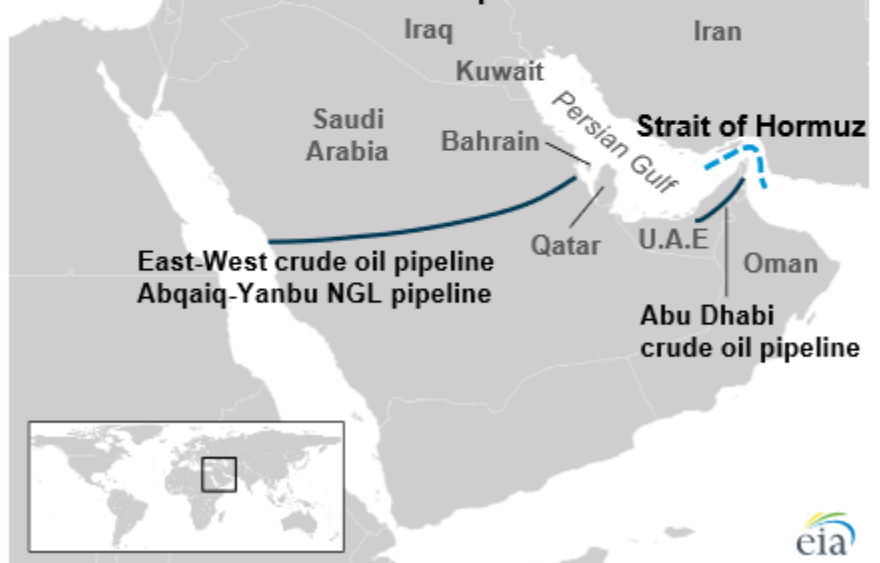 Iraq
Iran
Kuwait
Persian Gulf
Strait of Hormuz
Saudi
Arabia
Bahrain
Qatar
U.A.E
Oman
East-West crude oil pipeline
Abqaiq-Yanbu NGL pipeline
Abu Dhabi
crude oil pipeline
eia